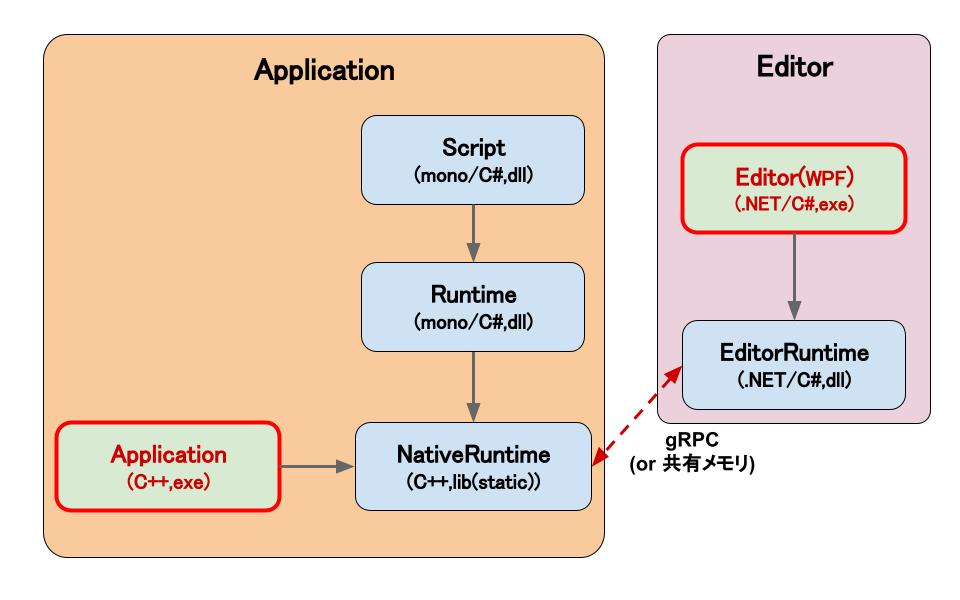 Application
Script
(mono/C#,dll)
Runtime
(mono/C#,dll)
Application
(C++,exe)
NativeRuntime
(C++,lib(static))
Editor
Editor(WPF)
(.NET/C#,exe)
EditorRuntime
(.NET/C#,dll)
gRPC
(or 共有メモリ)